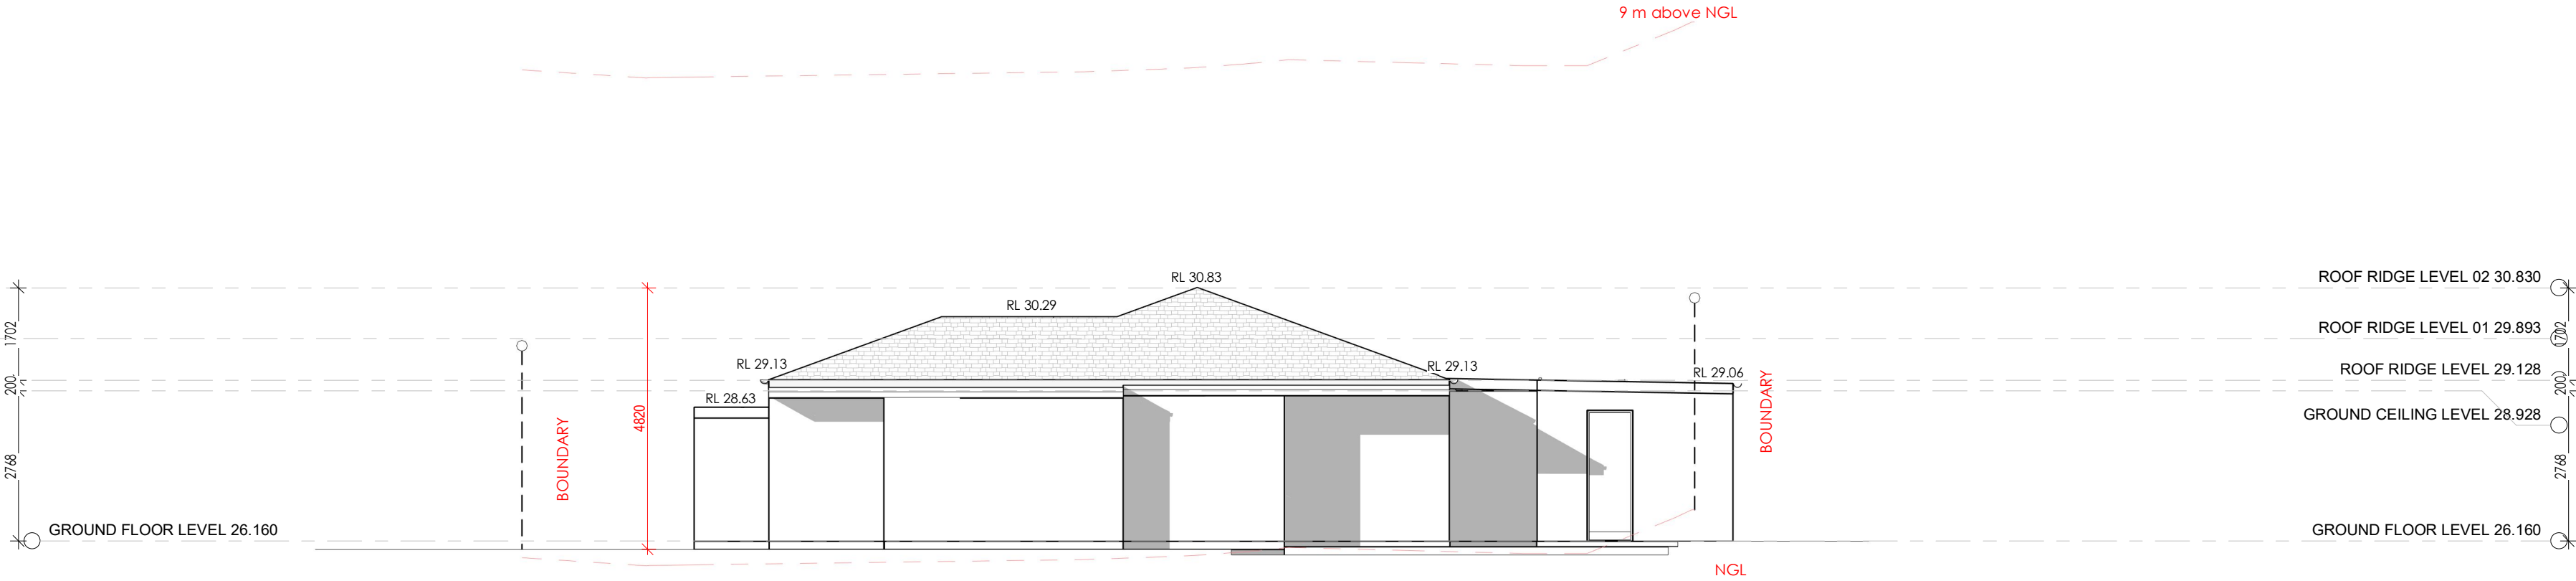 9 m above NGL
RL 30.83
ROOF RIDGE LEVEL 02 30.830
RL 30.29
ROOF RIDGE LEVEL 01 29.893
1702
1702
RL 29.13
RL 29.13
RL 29.06
ROOF RIDGE LEVEL 29.128
200
200
RL 28.63
4820
BOUNDARY
BOUNDARY
GROUND CEILING LEVEL 28.928
2768
2768
GROUND FLOOR LEVEL 26.160
GROUND FLOOR LEVEL 26.160
NGL